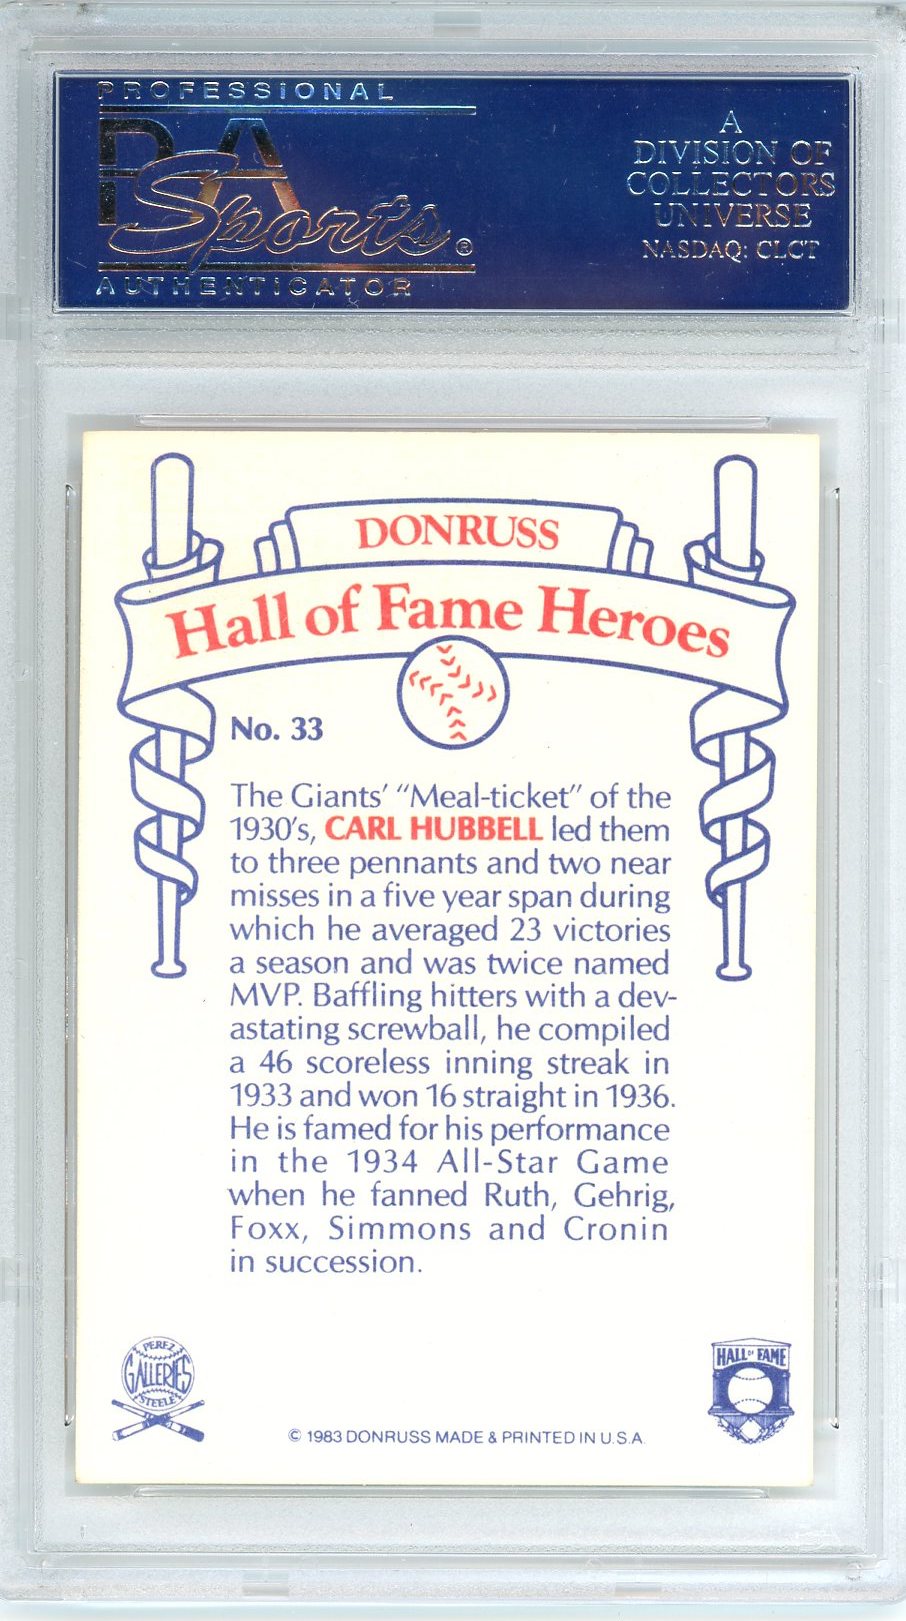 PROFESSIONAL
PSA
Sports®
AUTHENTICATOR
A
DIVISION OF
COLLECTORS
UNIVERSE
NASDAQ: CLCT
DONRUSS
Hall of Fame Heroes
No. 33
The Giants' "Meal-ticket" of the
1930's, CARL HUBBELL led them
to three pennants and two near
misses in a five year span during
which he averaged 23 victories
a season and was twice named
MVP. Baffling hitters with a dev-
astating screwball, he compiled
a 46 scoreless inning streak in
1933 and won 16 straight in 1936.
He is famed for his performance
in the 1934 All-Star Game
when he fanned Ruth, Gehrig,
Foxx, Simmons and Cronin
in succession.
PEREZ
GALLERIES
STEELE
HALL OF FAME
© 1983 DONRUSS MADE & PRINTED IN U.S.A.